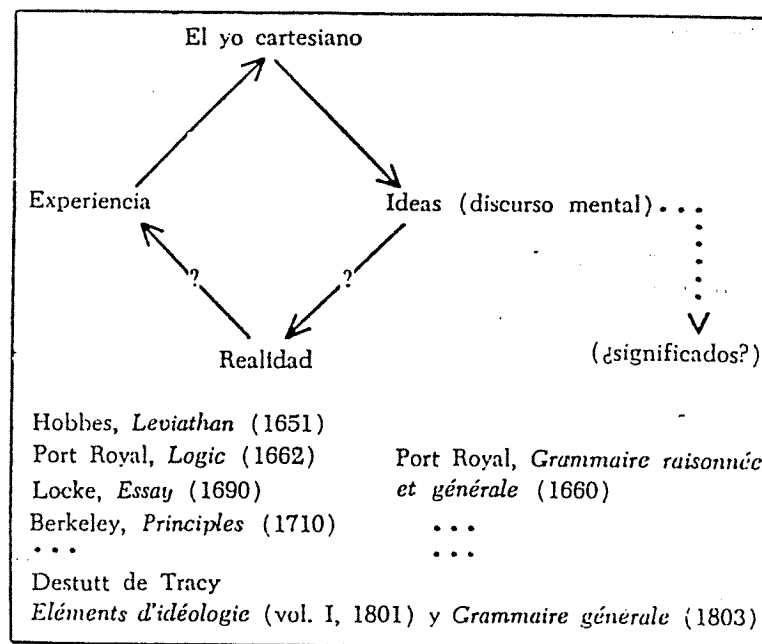 El yo cartesiano
Experiencia
Ideas (discurso mental) ...
?
?
Realidad
(¿significados?)
Hobbes, Leviathan (1651)
Port Royal, Logic (1662)
Locke, Essay (1690)
Berkeley, Principles (1710)
...
Port Royal, Grammaire raisonnée
et générale (1660)
...
...
Destutt de Tracy
Eléments d'idéologie (vol. I, 1801) y Grammaire générale (1803)